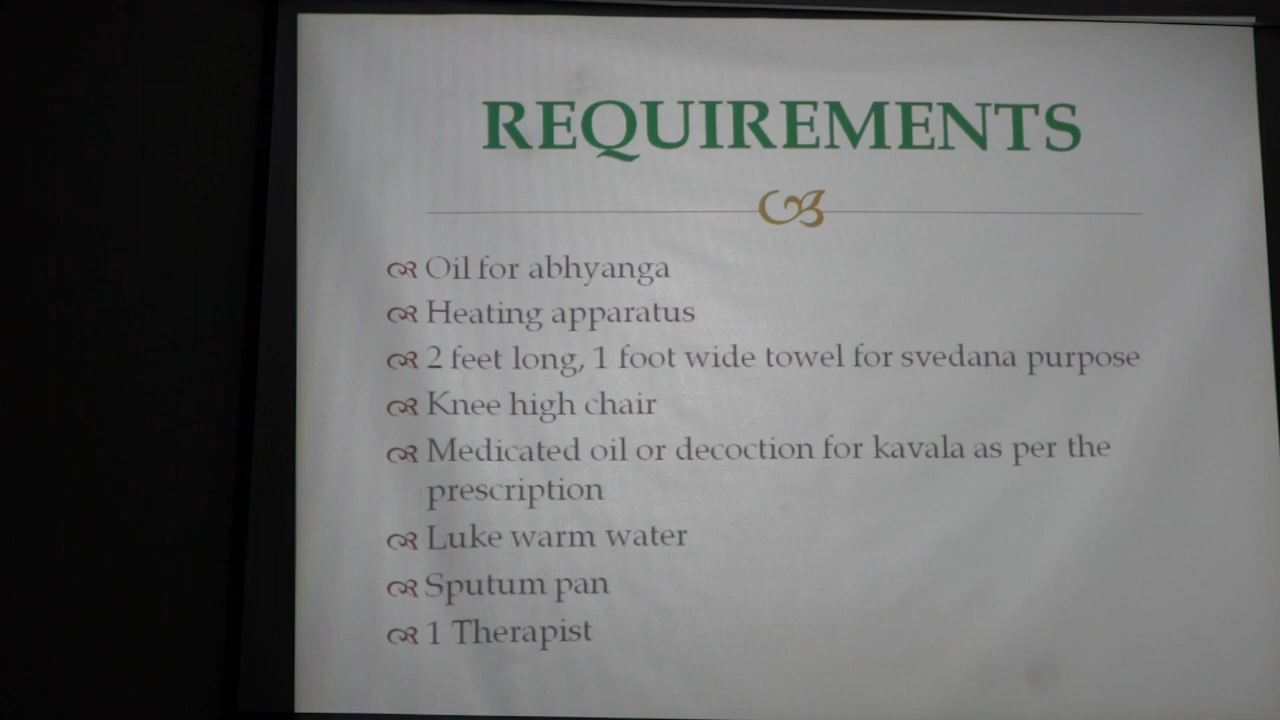 REQUIREMENTS
Oil for abhyanga
Heating apparatus
2 feet long, 1 foot wide towel for svedana purpose
Knee high chair
Medicated oil or decoction for kavala as per the
prescription
Luke warm water
Sputum pan
1 Therapist